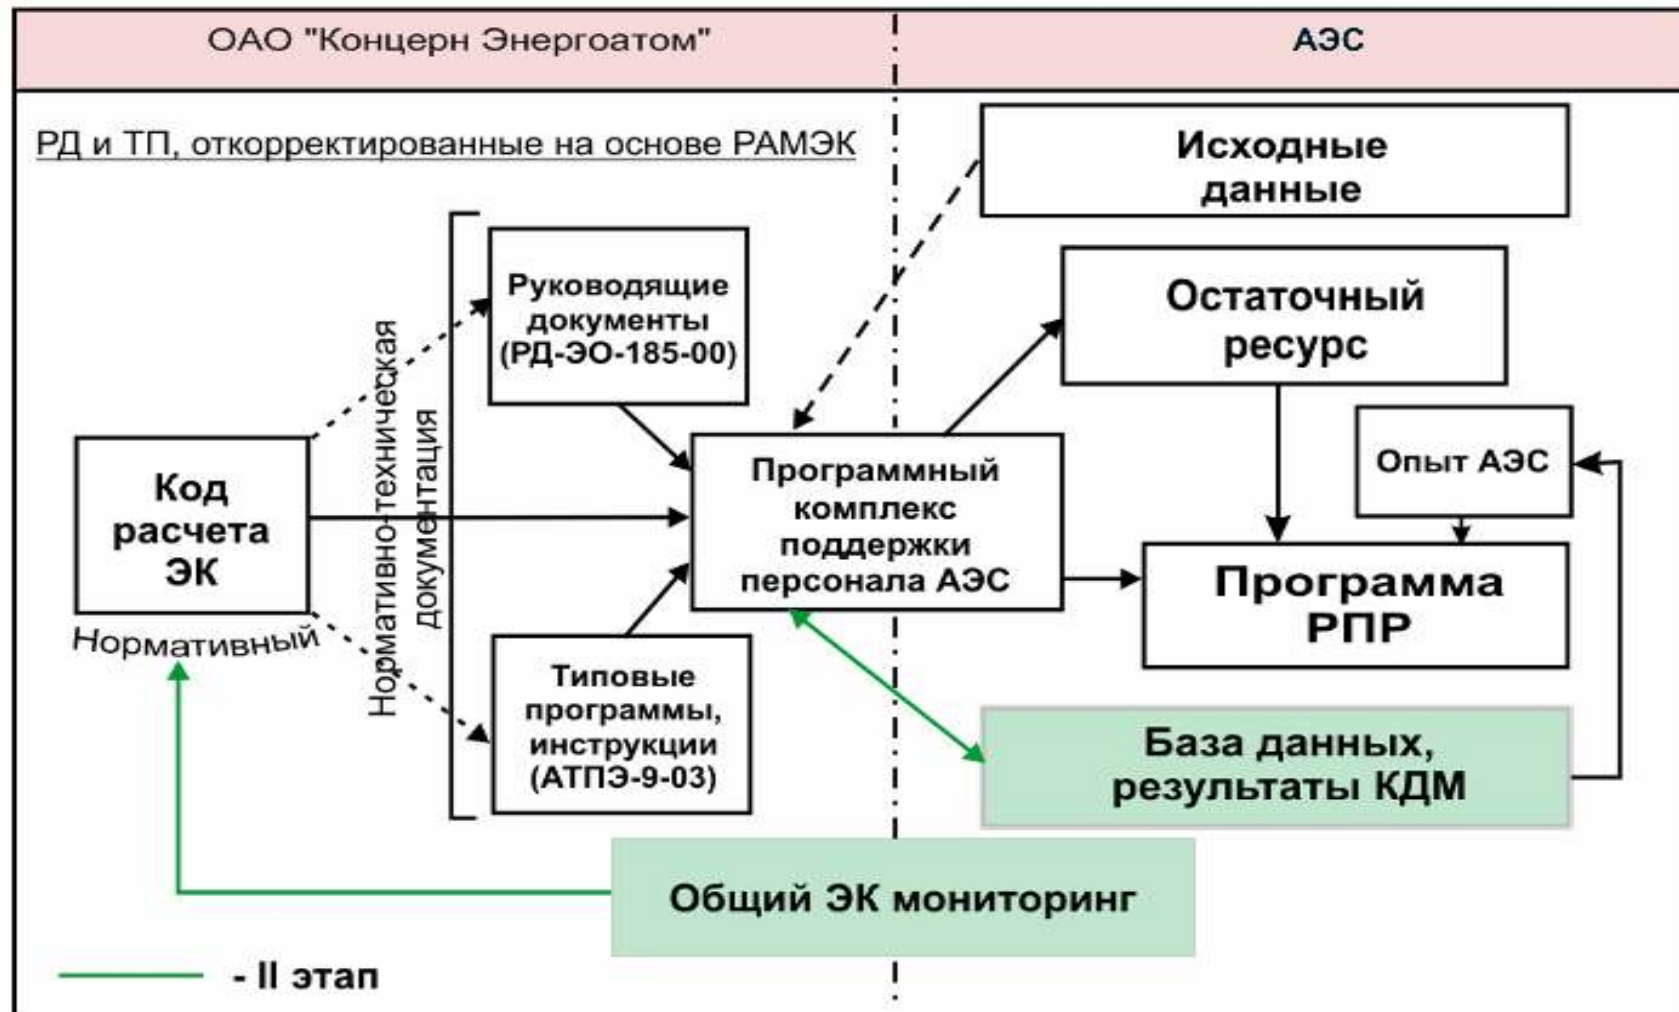 ОАО "Концерн Энергоатом"
АЭС
РД и ТП, откорректированные на основе РАМЭК
Исходные
данные
Руководящие
документы
(РД-ЭО-185-00)
Остаточный
ресурс
Нормативно-техническая
документация
Код
расчета
ЭК
Нормативный
Программный
комплекс
поддержки
персонала АЭС
Опыт АЭС
Программа
РПР
Типовые
программы,
инструкции
(АТПЭ-9-03)
База данных,
результаты КДМ
Общий ЭК мониторинг
- II этап